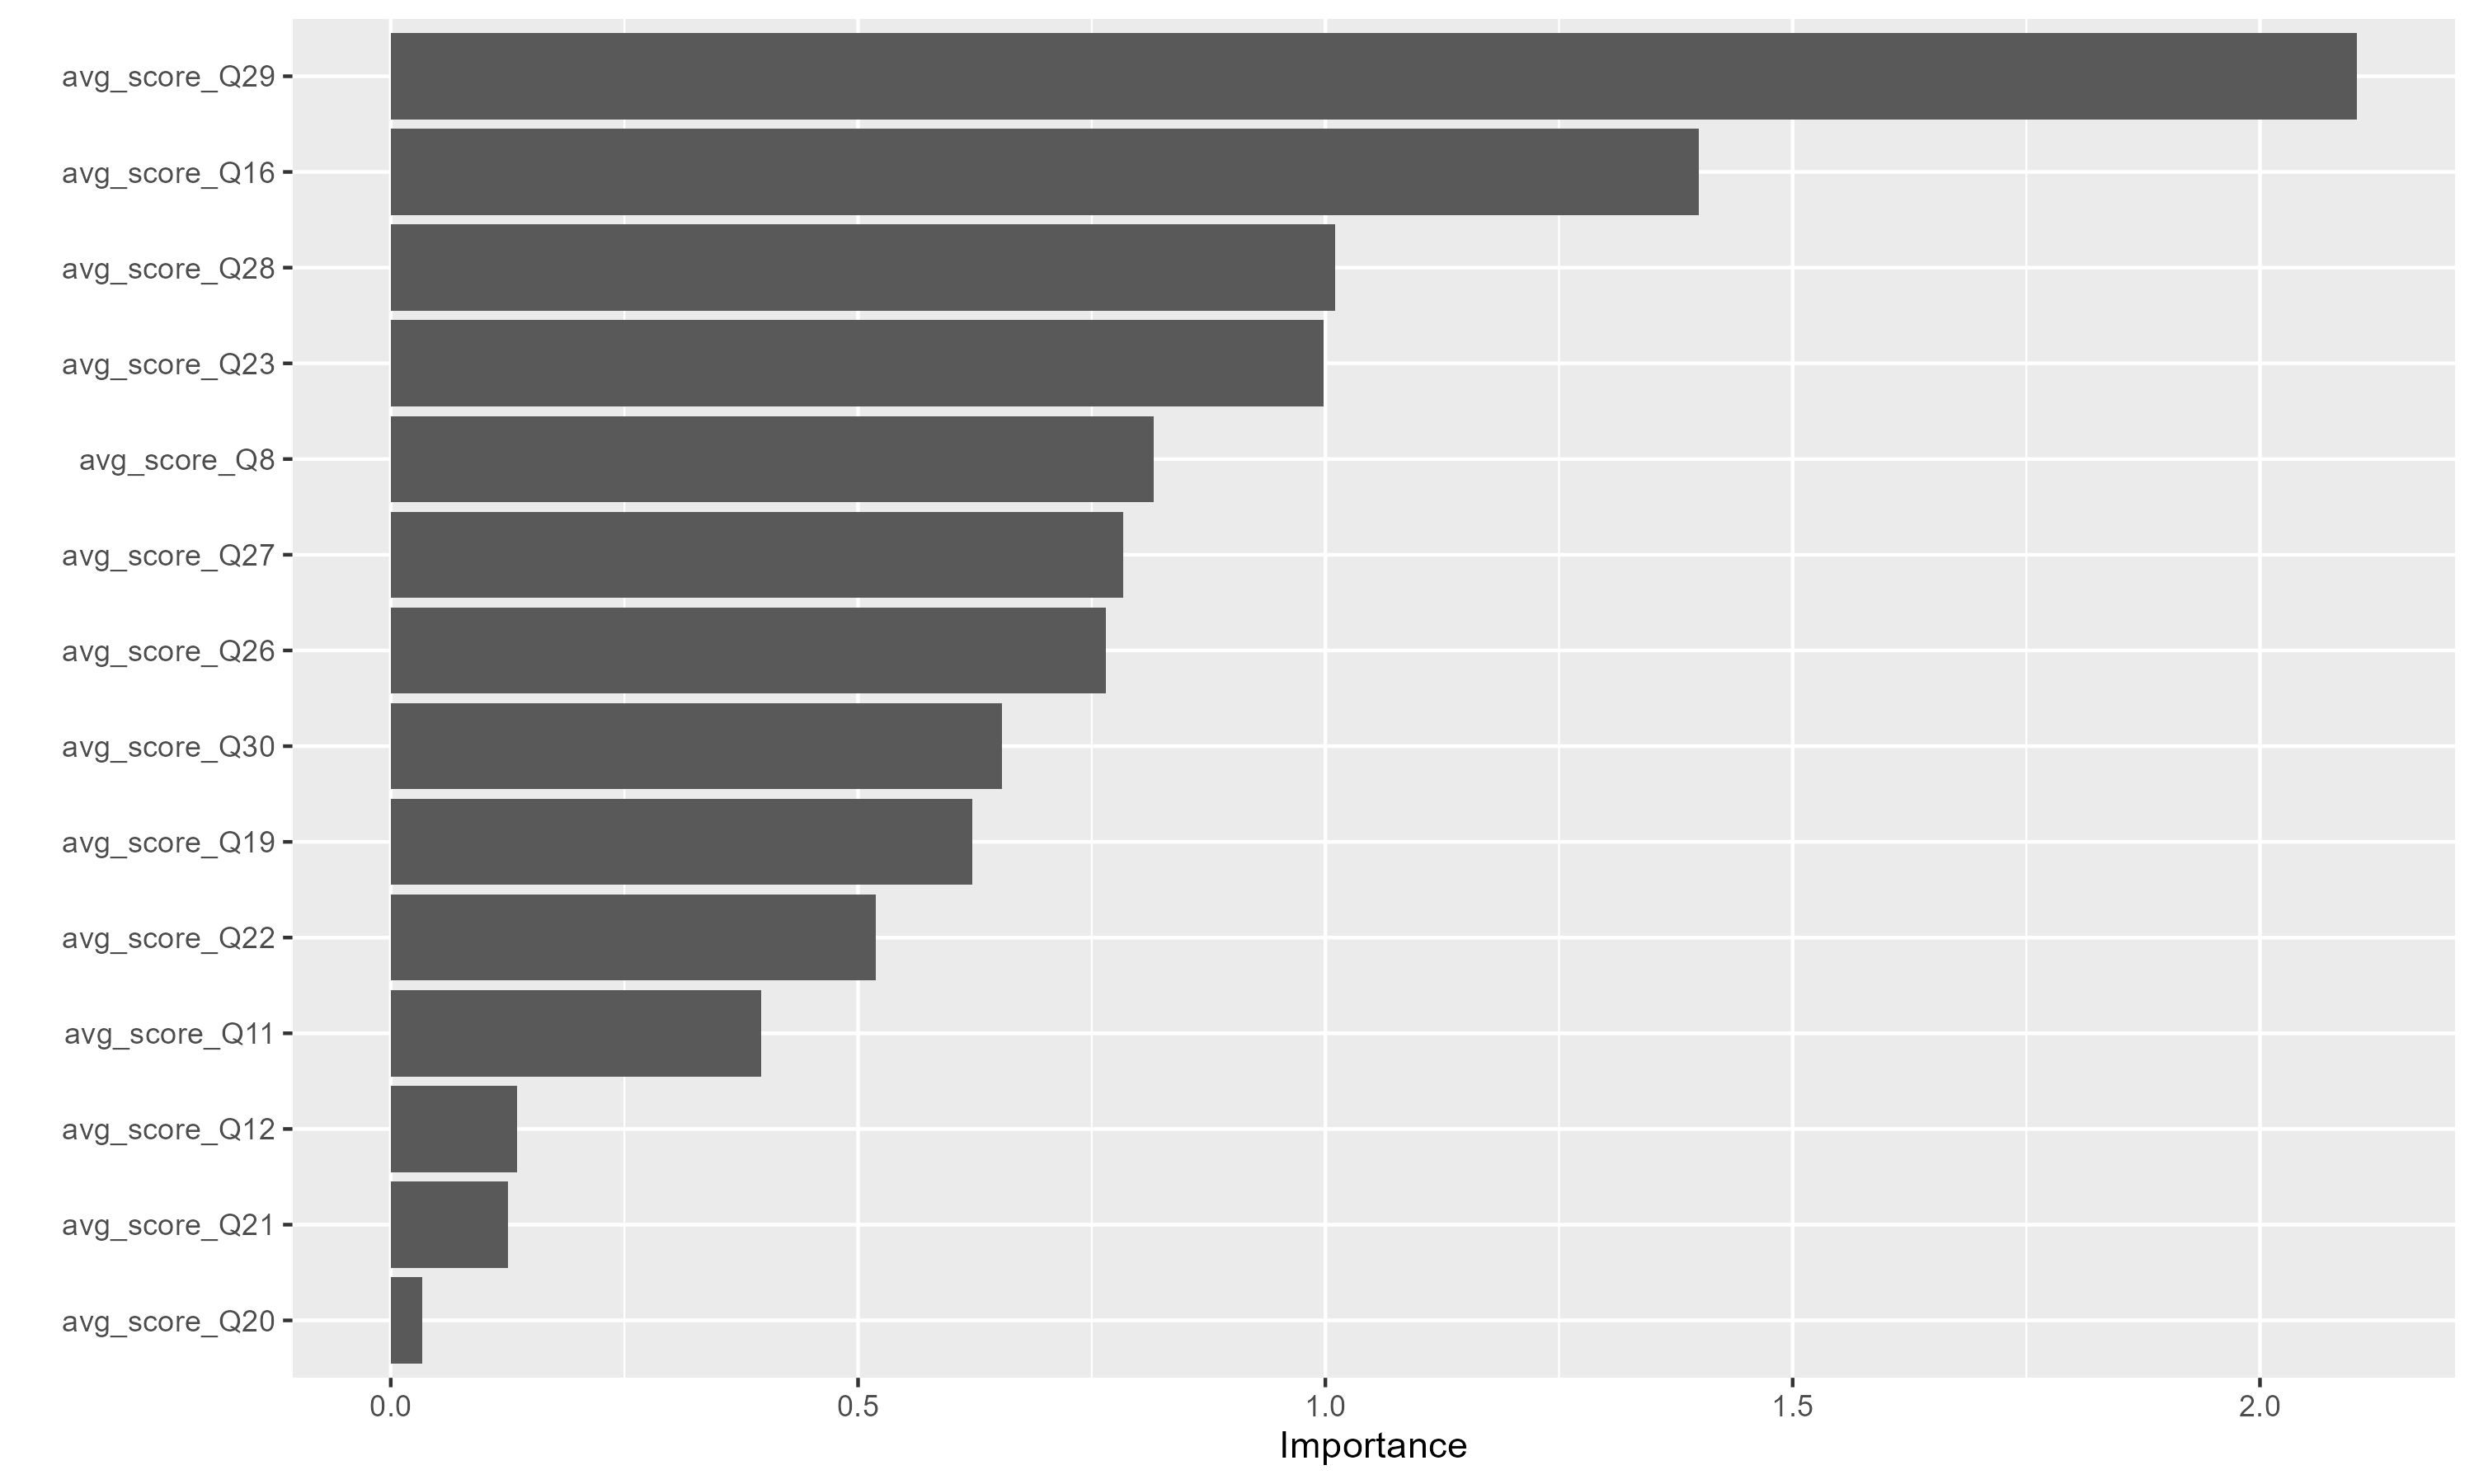 avg_score_Q29
avg_score_Q16
avg_score_Q28
avg_score_Q23
avg_score_Q8
avg_score_Q27
avg_score_Q26
avg_score_Q30
avg_score_Q19
avg_score_Q22
avg_score_Q11
avg_score_Q12
avg_score_Q21
avg_score_Q20
0.0 0.5 1.0 1.5 2.0
Importance